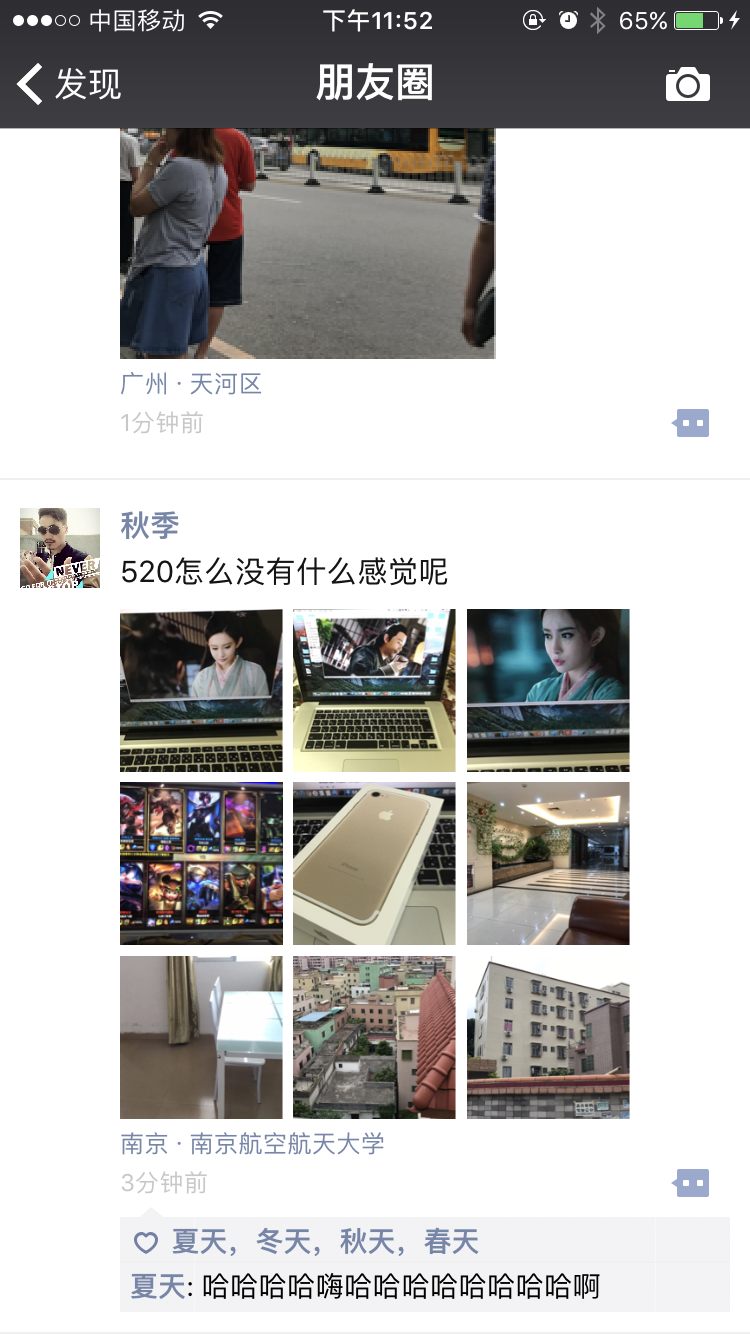 中国移动 下午11:52 65%
发现 朋友圈
广州 · 天河区
1分钟前
秋季
520怎么没有什么感觉呢
NEVER
iPhone
南京 · 南京航空航天大学
3分钟前
夏天，冬天，秋天，春天
夏天: 哈哈哈哈嗨哈哈哈哈哈哈哈哈哈啊